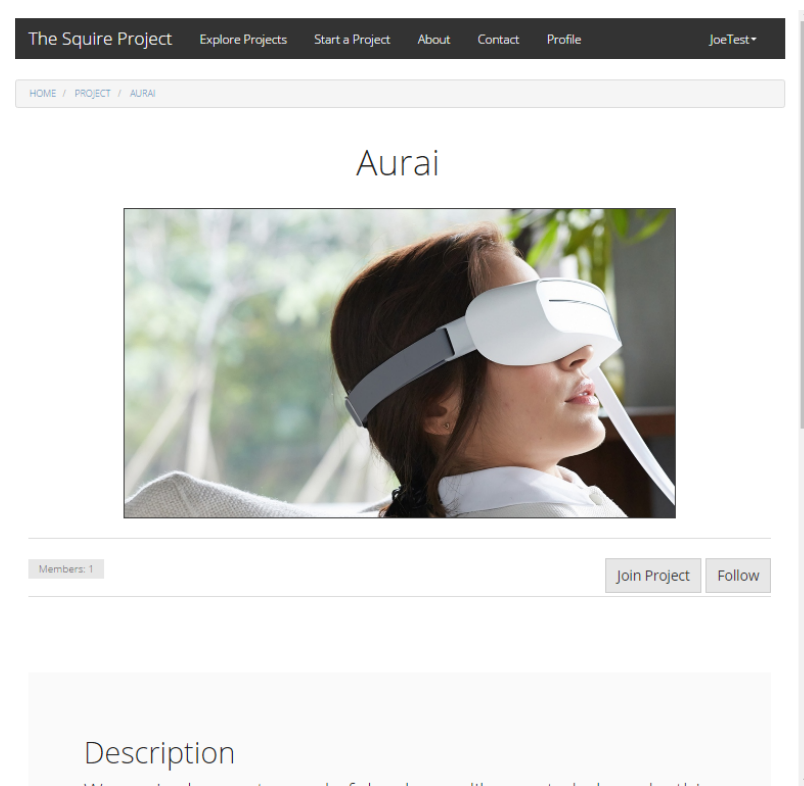 The Squire Project Explore Projects Start a Project About Contact Profile JoeTest
HOME / PROJECT / AURAI
Aurai
Members: 1
Join Project Follow
Description